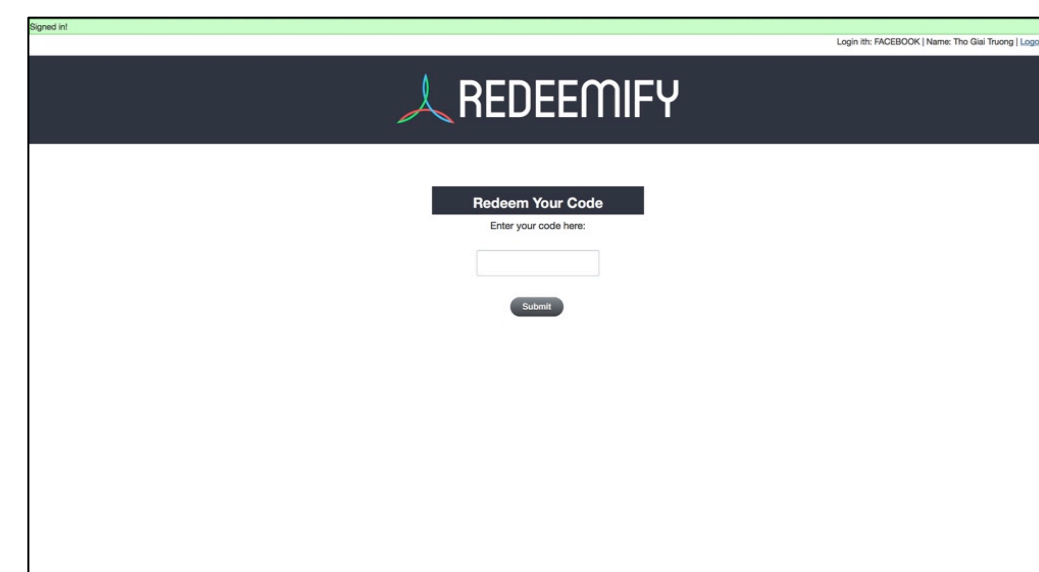 Signed in!
Login ith: FACEBOOK | Name: Tho Giai Truong | Logo
REDEEMIFY
Redeem Your Code
Enter your code here:
Submit